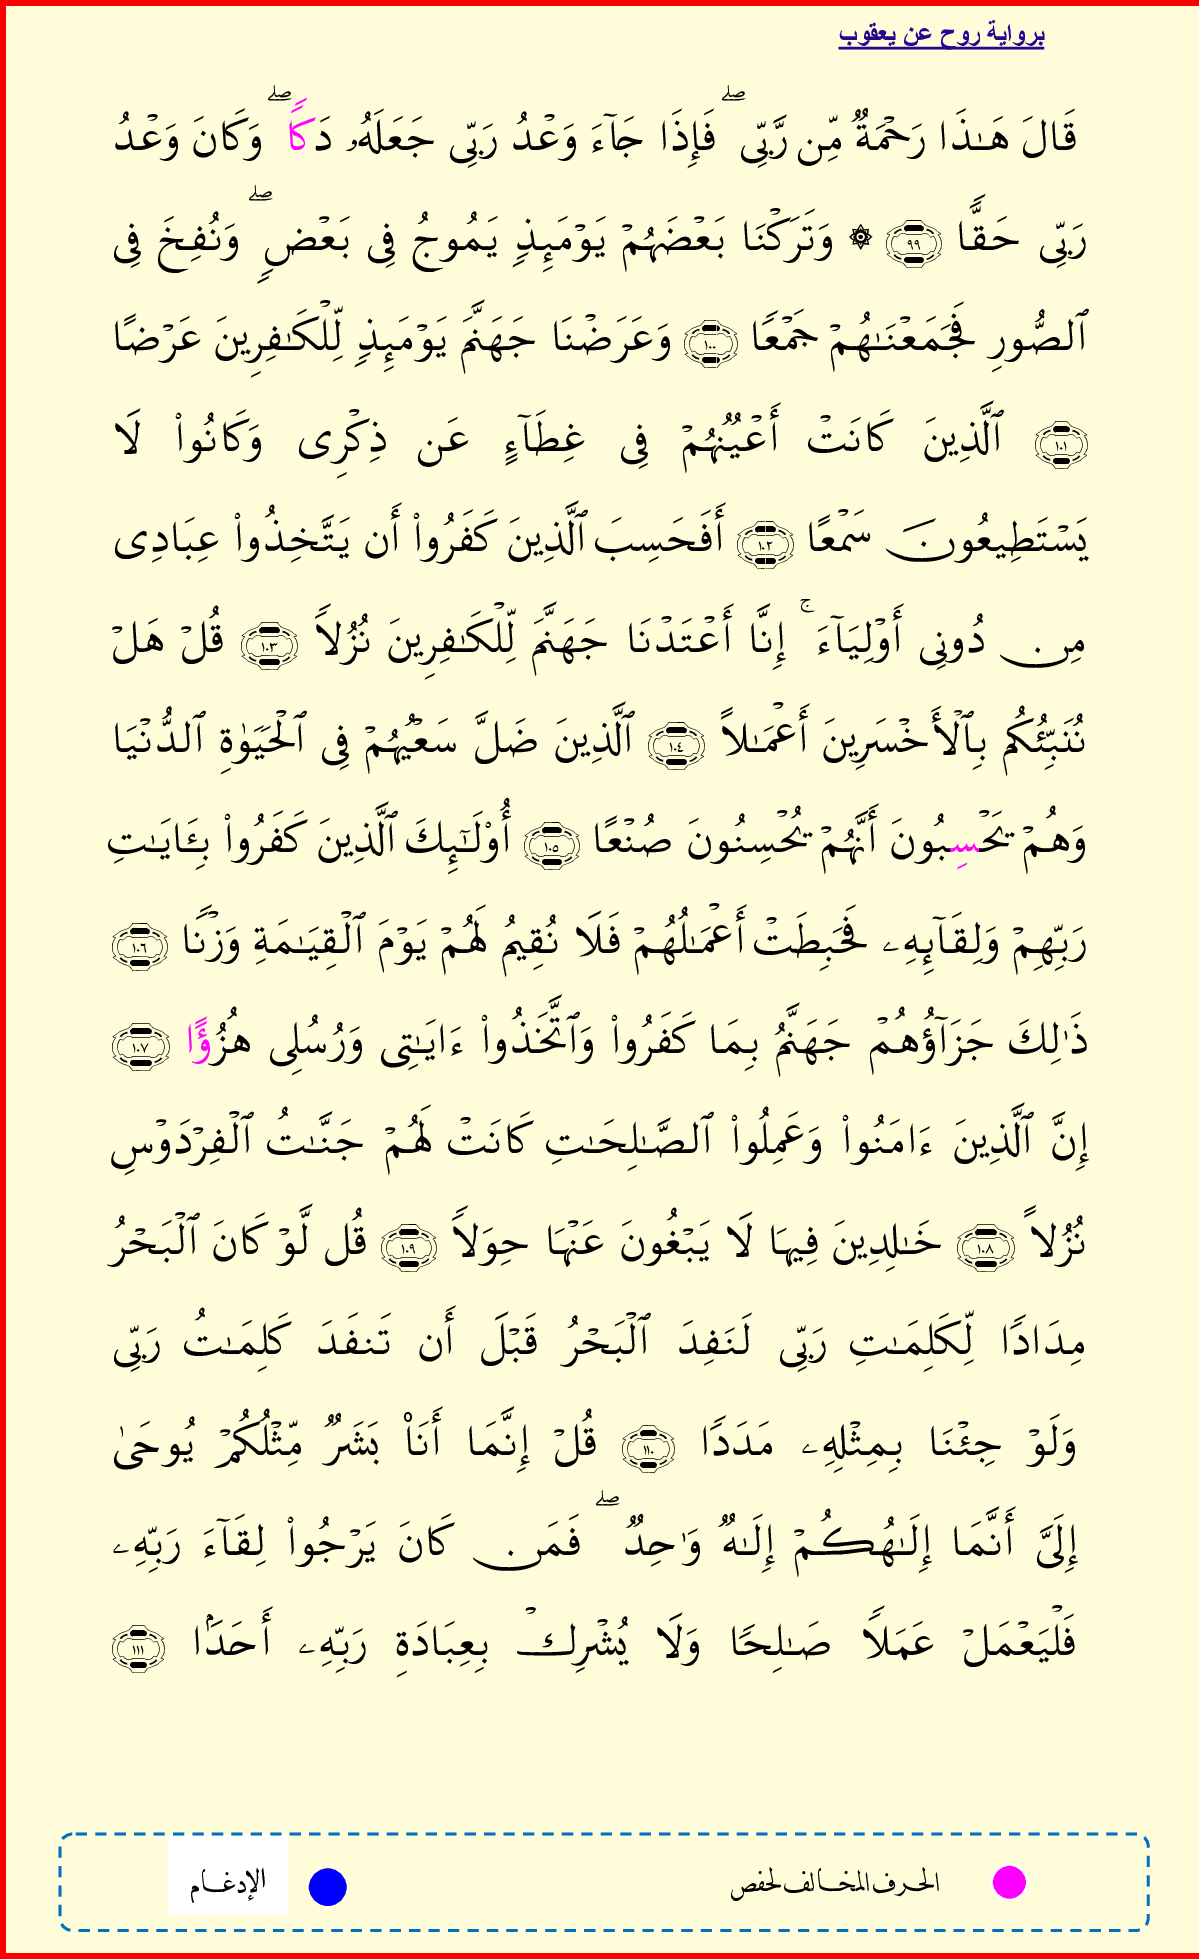 برواية روح عن يعقوب
قَالَ هَـٰذَا رَحۡمَةٌ مِّن رَّبِّى ۖ فَإِذَا جَآءَ وَعۡدُ رَبِّى جَعَلَهُۥ دَكًا ۖ وَكَانَ وَعۡدُ
رَبِّى حَقًّا ٩٩ ۞ وَتَرَكۡنَا بَعۡضَهُمۡ يَوۡمَئِذٍ يَمُوجُ فِى بَعۡضٍ ۖ وَنُفِخَ فِى
ٱلصُّورِ فَجَمَعۡنَـٰهُمۡ جَمۡعًا ١٠٠ وَعَرَضۡنَا جَهَنَّمَ يَوۡمَئِذٍ لِّلۡكَـٰفِرِينَ عَرۡضًا
١٠١ ٱلَّذِينَ كَانَتۡ أَعۡيُنُهُمۡ فِى غِطَآءٍ عَن ذِكۡرِى وَكَانُوا۟ لَا
يَسۡتَطِيعُونَ سَمۡعًا ١٠٢ أَفَحَسِبَ ٱلَّذِينَ كَفَرُوا۟ أَن يَتَّخِذُوا۟ عِبَادِى
مِن دُونِى أَوۡلِيَآءَ ۚ إِنَّا أَعۡتَدۡنَا جَهَنَّمَ لِلۡكَـٰفِرِينَ نُزُلاً ١٠٣ قُلۡ هَلۡ
نُنَبِّئُكُم بِٱلۡأَخۡسَرِينَ أَعۡمَـٰلاً ١٠٤ ٱلَّذِينَ ضَلَّ سَعۡيُهُمۡ فِى ٱلۡحَيَوٰةِ ٱلدُّنۡيَا
وَهُمۡ تَحۡسِبُونَ أَنَّهُمۡ تُحۡسِنُونَ صُنۡعًا ١٠٥ أُوۡلَـٰٓئِكَ ٱلَّذِينَ كَفَرُوا۟ بِـَٔايَـٰتِ
رَبِّهِمۡ وَلِقَآئِهِۦ فَحَبِطَتۡ أَعۡمَـٰلُهُمۡ فَلَا نُقِيمُ لَهُمۡ يَوۡمَ ٱلۡقِيَـٰمَةِ وَزۡنًا ١٠٦
ذَٰلِكَ جَزَآؤُهُمۡ جَهَنَّمُ بِمَا كَفَرُوا۟ وَٱتَّخَذُوا۟ ءَايَـٰتِى وَرُسُلِى هُزُؤًا ١٠٧
إِنَّ ٱلَّذِينَ ءَامَنُوا۟ وَعَمِلُوا۟ ٱلصَّـٰلِحَـٰتِ كَانَتۡ لَهُمۡ جَنَّـٰتُ ٱلۡفِرۡدَوۡسِ
نُزُلاً ١٠٨ خَـٰلِدِينَ فِيهَا لَا يَبۡغُونَ عَنۡهَا حِوَلاً ١٠٩ قُل لَّوۡ كَانَ ٱلۡبَحۡرُ
مِدَادًا لِّكَلِمَـٰتِ رَبِّى لَنَفِدَ ٱلۡبَحۡرُ قَبۡلَ أَن تَنفَدَ كَلِمَـٰتُ رَبِّى
وَلَوۡ جِئۡنَا بِمِثۡلِهِۦ مَدَدًا ١١٠ قُلۡ إِنَّمَا أَنَا۟ بَشَرٌ مِّثۡلُكُمۡ يُوحَىٰ
إِلَىَّ أَنَّمَا إِلَـٰهُكُمۡ إِلَـٰهٌ وَٰحِدٌ ۖ فَمَن كَانَ يَرۡجُوا۟ لِقَآءَ رَبِّهِۦ
فَلۡيَعۡمَلۡ عَمَلاً صَـٰلِحًا وَلَا يُشۡرِكۡ بِعِبَادَةِ رَبِّهِۦ أَحَدَۢا ١١١
الحرف المخالف لحفص الإدغام